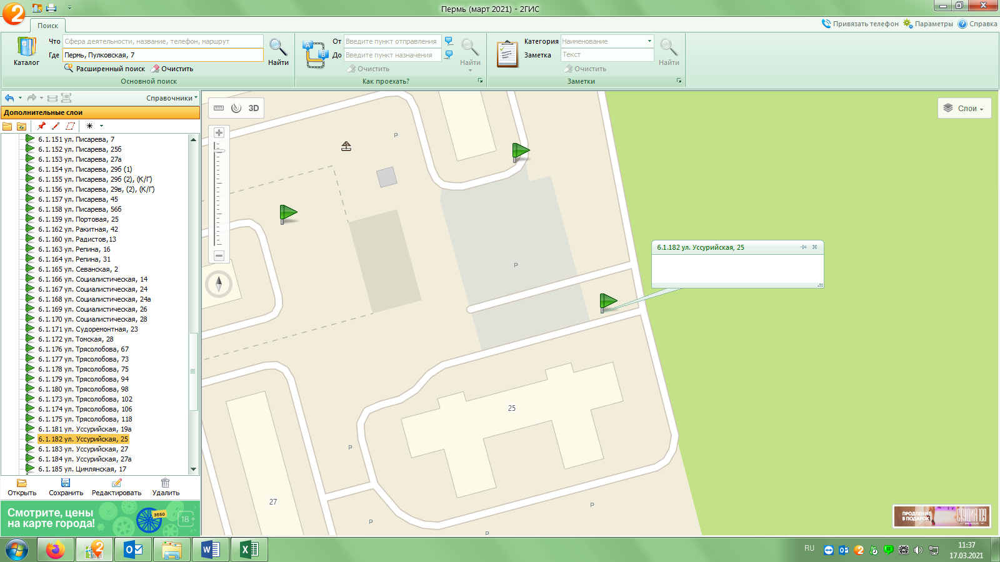 Пермь (март 2021) - 2ГИС
Поиск
Привязать телефон
Параметры
Справка
Каталог
Что
Сфера деятельности, название, телефон, маршрут
Где
Пермь, Пулковская, 7
Расширенный поиск
Очистить
Найти
Основной поиск
От
Введите пункт отправления
До
Введите пункт назначения
Очистить
Найти
Как проехать?
Категория
Наименование
Заметка
Текст
Очистить
Найти
Заметки
Справочники
Дополнительные слои
6.1.151 ул. Писарева, 7
6.1.152 ул. Писарева, 25б
6.1.153 ул. Писарева, 27а
6.1.154 ул. Писарева, 29б (1)
6.1.155 ул. Писарева, 29б (2), (К/Г)
6.1.156 ул. Писарева, 29в, (2), (К/Г)
6.1.157 ул. Писарева, 45
6.1.158 ул. Писарева, 56б
6.1.159 ул. Портовая, 25
6.1.162 ул. Ракитная, 42
6.1.160 ул. Радистов,13
6.1.163 ул. Репина, 16
6.1.164 ул. Репина, 31
6.1.165 ул. Севанская, 2
6.1.166 ул. Социалистическая, 14
6.1.167 ул. Социалистическая, 24
6.1.168 ул. Социалистическая, 24а
6.1.169 ул. Социалистическая, 26
6.1.170 ул. Социалистическая, 28
6.1.171 ул. Судоремонтная, 23
6.1.172 ул. Томская, 28
6.1.176 ул. Трясолобова, 67
6.1.177 ул. Трясолобова, 73
6.1.178 ул. Трясолобова, 75
6.1.179 ул. Трясолобова, 94
6.1.180 ул. Трясолобова, 98
6.1.173 ул. Трясолобова, 102
6.1.174 ул. Трясолобова, 106
6.1.175 ул. Трясолобова, 118
6.1.181 ул. Уссурийская, 19а
6.1.182 ул. Уссурийская, 25
6.1.183 ул. Уссурийская, 27
6.1.184 ул. Уссурийская, 27а
6.1.185 ул. Цимлянская, 17
Открыть
Сохранить
Редактировать
Удалить
Смотрите, цены
на карте города!
3550
18+
3D
Слои
P
P
6.1.182 ул. Уссурийская, 25
25
P
27
P
P
P
ПРОДЛЕНИЕ
В ПОДАРОК
СТУДИЯ 109
RU
11:37
17.03.2021